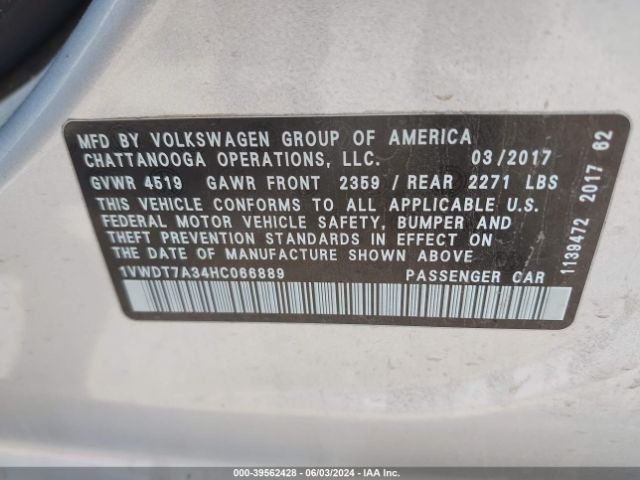 MFD BY VOLKSWAGEN GROUP OF AMERICA
CHATTANOOGA OPERATIONS, LLC. 03/2017
GVWR 4519 GAWR FRONT 2359 / REAR 2271 LBS
THIS VEHICLE CONFORMS TO ALL APPLICABLE U.S.
FEDERAL MOTOR VEHICLE SAFETY, BUMPER AND
THEFT PREVENTION STANDARDS IN EFFECT ON
THE DATE OF MANUFACTURE SHOWN ABOVE
1VWDT7A34HC066889 PASSENGER CAR
1139472 2017 62
000-39562428 - 06/03/2024 - IAA Inc.